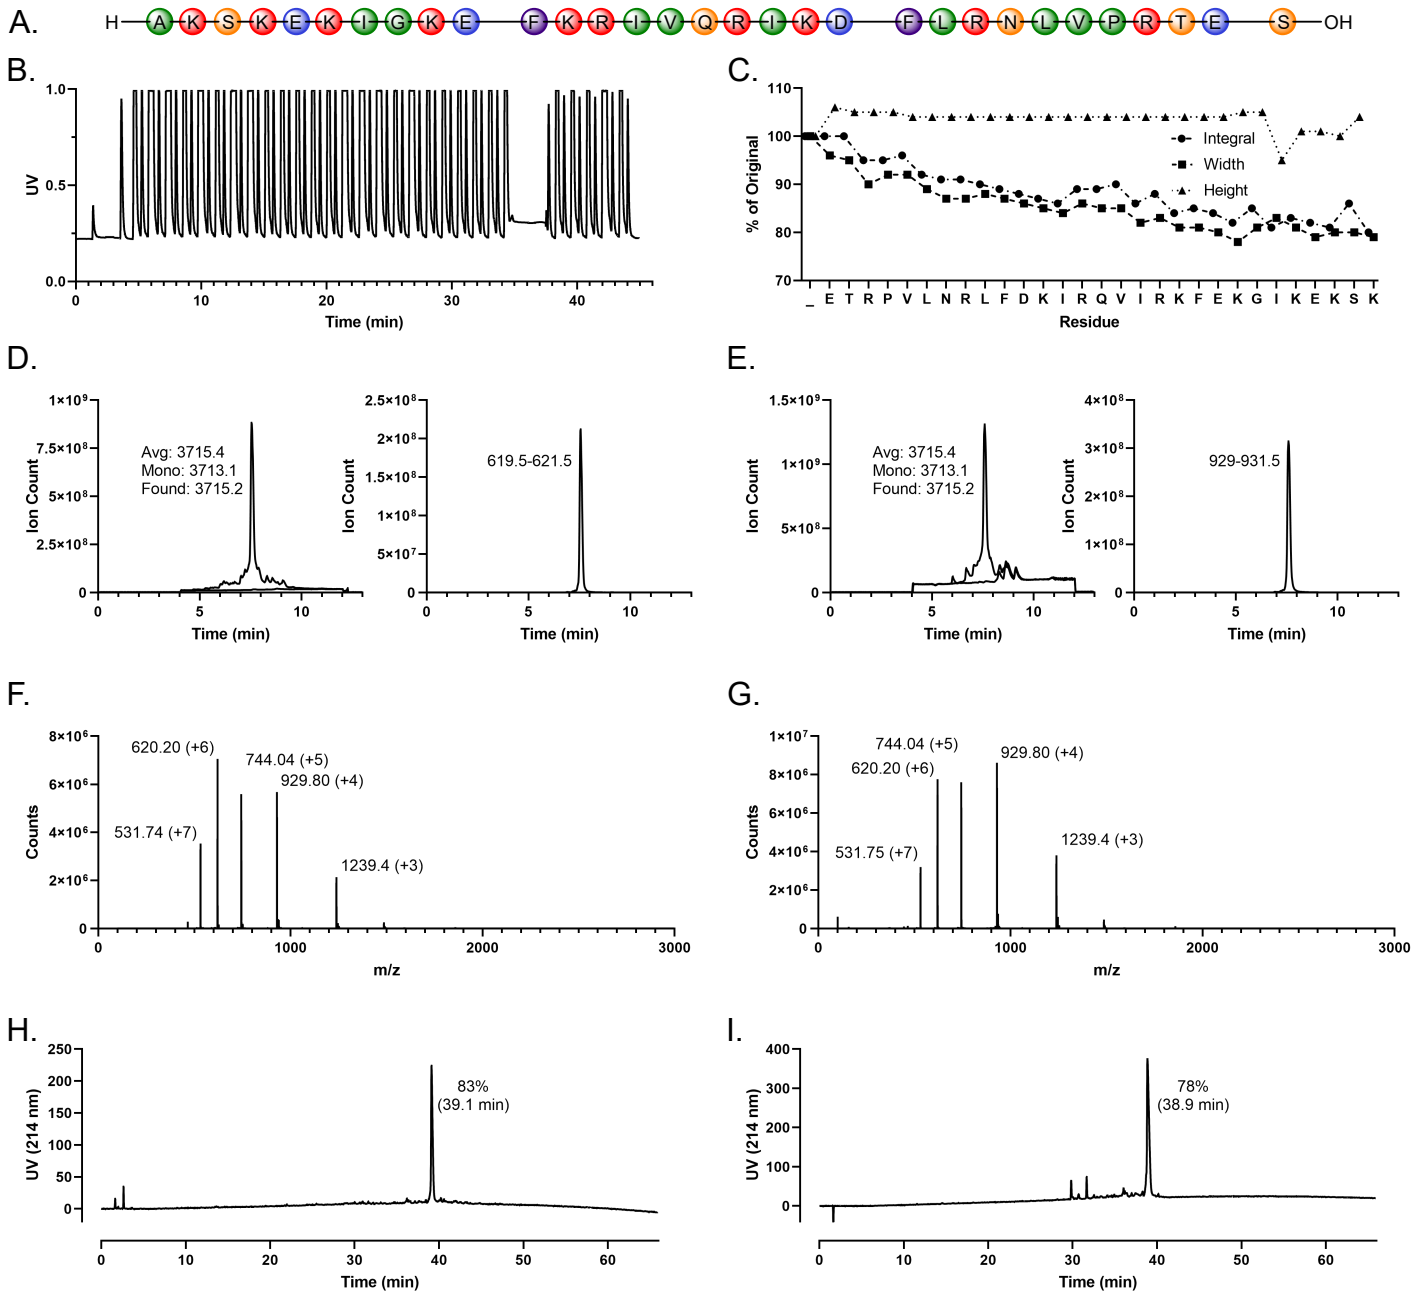 A.
H A K S K E K I G K E F K R I V Q R I K D F L R N L V P R T E S OH
B.
1.0
0.5
0.0
UV
0 10 20 30 40
Time (min)
C.
110
100
90
80
70
% of Original
Integral
Width
Height
_ E T R P V L N R L F D K I R Q V I R K F E K G I K E K S K
Residue
D.
1×10⁹
7.5×10⁸
5×10⁸
2.5×10⁸
0
Ion Count
Avg: 3715.4
Mono: 3713.1
Found: 3715.2
0 5 10
Time (min)
2.5×10⁸
2×10⁸
1.5×10⁸
1×10⁸
5×10⁷
0
Ion Count
619.5-621.5
0 5 10
Time (min)
E.
1.5×10⁹
1×10⁹
5×10⁸
0
Ion Count
Avg: 3715.4
Mono: 3713.1
Found: 3715.2
0 5 10
Time (min)
4×10⁸
3×10⁸
2×10⁸
1×10⁸
0
Ion Count
929-931.5
0 5 10
Time (min)
F.
8×10⁶
6×10⁶
4×10⁶
2×10⁶
0
Counts
620.20 (+6)
744.04 (+5)
929.80 (+4)
531.74 (+7)
1239.4 (+3)
0 1000 2000 3000
m/z
G.
1×10⁷
8×10⁶
6×10⁶
4×10⁶
2×10⁶
0
Counts
744.04 (+5)
929.80 (+4)
620.20 (+6)
1239.4 (+3)
531.75 (+7)
0 1000 2000 3000
m/z
H.
250
200
150
100
50
0
UV (214 nm)
83%
(39.1 min)
0 10 20 30 40 50 60
Time (min)
I.
400
300
200
100
0
UV (214 nm)
78%
(38.9 min)
0 10 20 30 40 50 60
Time (min)